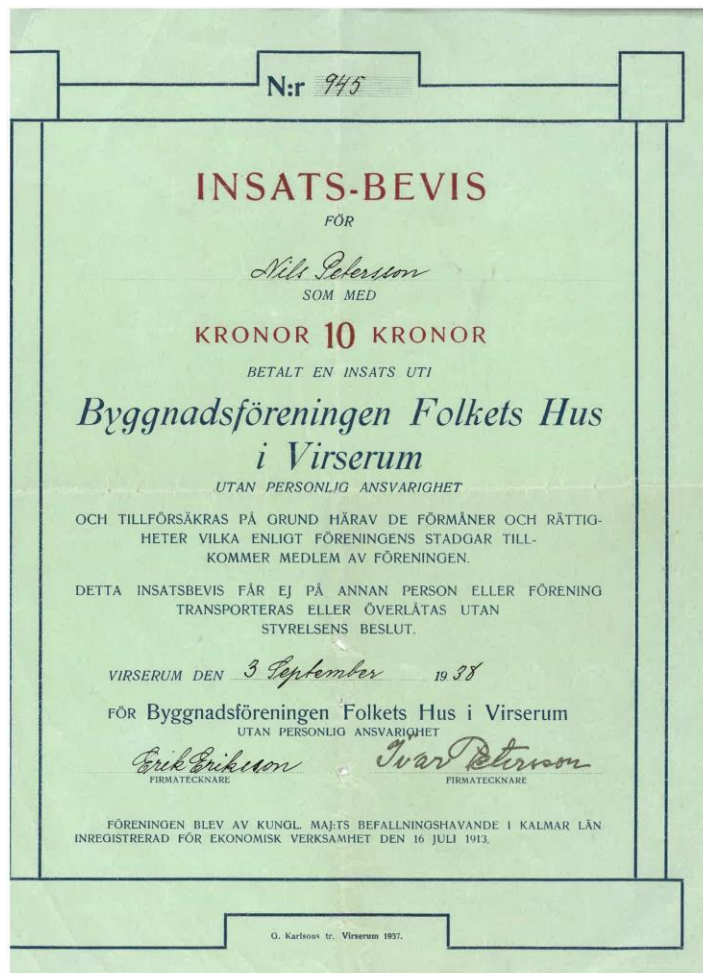 N:r 945
INSATS-BEVIS
FÖR
Nils Petersson
SOM MED
KRONOR 10 KRONOR
BETALT EN INSATS UTI
Byggnadsföreningen Folkets Hus
i Virserum
UTAN PERSONLIG ANSVARIGHET
OCH TILLFÖRSÄKRAS PÅ GRUND HÄRAV DE FÖRMÅNER OCH RÄTTIG-
HETER VILKA ENLIGT FÖRENINGENS STADGAR TILL-
KOMMER MEDLEM AV FÖRENINGEN.
DETTA INSATSBEVIS FÅR EJ PÅ ANNAN PERSON ELLER FÖRENING
TRANSPORTERAS ELLER ÖVERLÅTAS UTAN
STYRELSENS BESLUT.
VIRSERUM DEN 3 September 1938
FÖR Byggnadsföreningen Folkets Hus i Virserum
UTAN PERSONLIG ANSVARIGHET
Erik Erikson Ivar Peterson
FIRMATECKNARE FIRMATECKNARE
FÖRENINGEN BLEV AV KUNGL. MAJ:TS BEFALLNINGSHAVANDE I KALMAR LÄN
INREGISTRERAD FÖR EKONOMISK VERKSAMHET DEN 16 JULI 1913.
G. Karlsons tr. Virserum 1937.